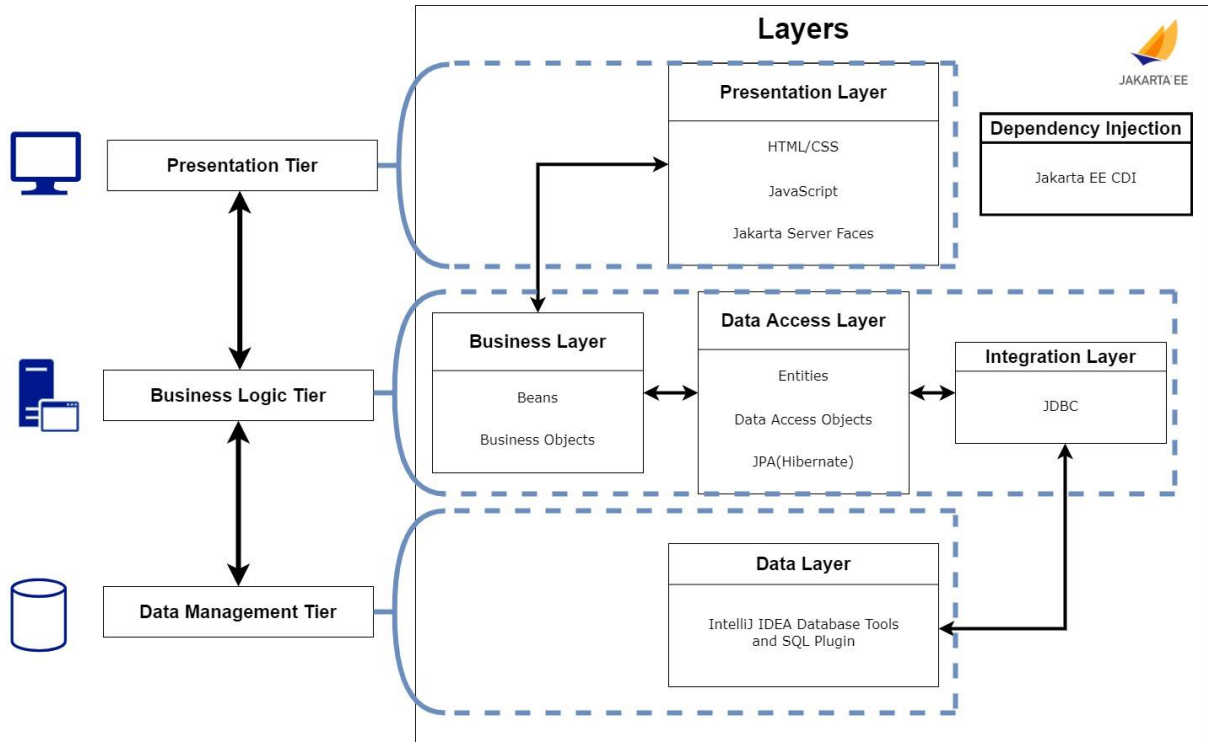 Layers
JAKARTA EE
Presentation Layer
HTML/CSS
JavaScript
Jakarta Server Faces
Dependency Injection
Jakarta EE CDI
Presentation Tier
Business Layer
Beans
Business Objects
Data Access Layer
Entities
Data Access Objects
JPA(Hibernate)
Integration Layer
JDBC
Business Logic Tier
Data Layer
IntelliJ IDEA Database Tools
and SQL Plugin
Data Management Tier